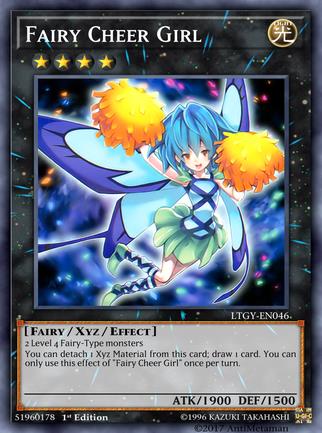 Fairy Cheer Girl
LIGHT
光
LTGY-EN046
[Fairy / Xyz / Effect]
2 Level 4 Fairy-Type monsters
You can detach 1 Xyz Material from this card; draw 1 card. You can
only use this effect of "Fairy Cheer Girl" once per turn.
ATK/1900 DEF/1500
51960178 1st Edition ©1996 KAZUKI TAKAHASHI
©2017 AntiMetaman